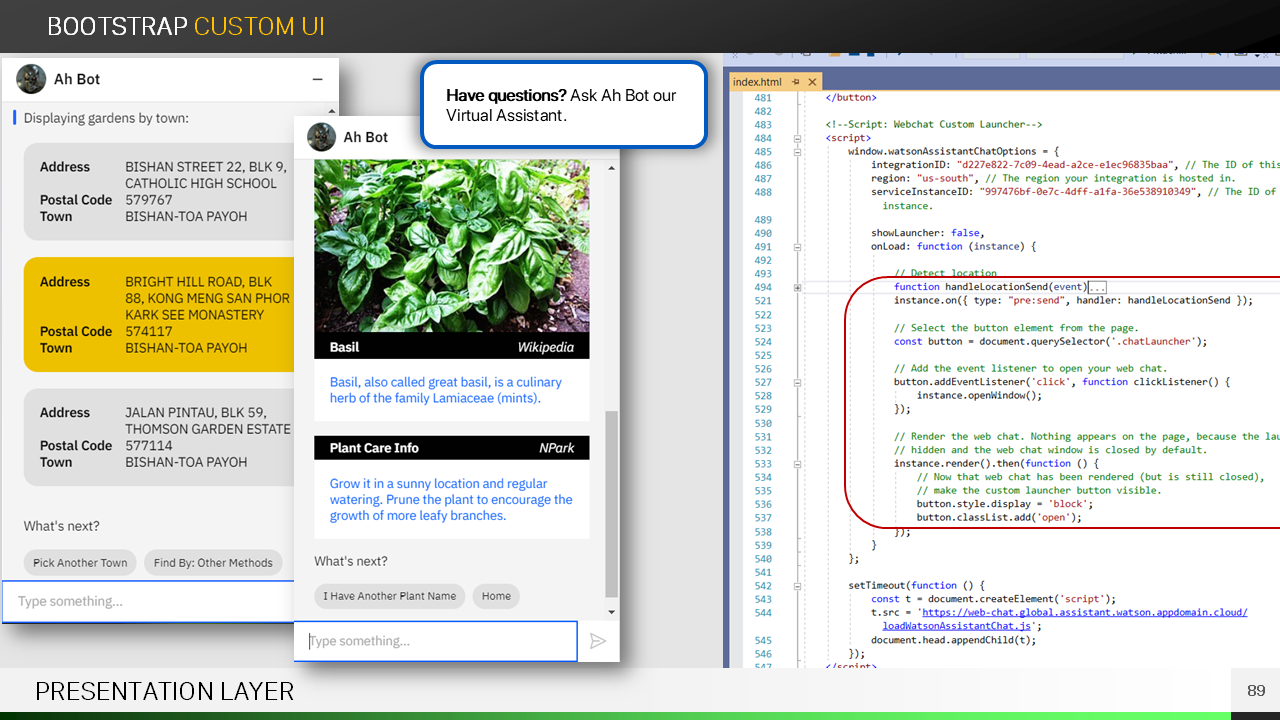 BOOTSTRAP CUSTOM UI
Ah Bot
Displaying gardens by town:
Address BISHAN STREET 22, BLK 9,
CATHOLIC HIGH SCHOOL
Postal Code 579767
Town BISHAN-TOA PAYOH
Address BRIGHT HILL ROAD, BLK
88, KONG MENG SAN PHOR
KARK SEE MONASTERY
Postal Code 574117
Town BISHAN-TOA PAYOH
Address JALAN PINTAU, BLK 59,
THOMSON GARDEN ESTATE
Postal Code 577114
Town BISHAN-TOA PAYOH
What's next?
Pick Another Town Find By: Other Methods
Type something...
Ah Bot
Basil Wikipedia
Basil, also called great basil, is a culinary
herb of the family Lamiaceae (mints).
Plant Care Info NPark
Grow it in a sunny location and regular
watering. Prune the plant to encourage the
growth of more leafy branches.
What's next?
I Have Another Plant Name Home
Type something...
Have questions? Ask Ah Bot our
Virtual Assistant.
index.html
481 </button>
482
483 <!--Script: Webchat Custom Launcher-->
484 <script>
485 window.watsonAssistantChatOptions = {
486 integrationID: "d227e822-7c09-4ead-a2ce-e1ec96835baa", // The ID of this
487 region: "us-south", // The region your integration is hosted in.
488 serviceInstanceID: "997476bf-0e7c-4dff-a1fa-36e538910349", // The ID of
instance.
489
490 showLauncher: false,
491 onLoad: function (instance) {
492
493 // Detect location
494 function handleLocationSend(event)...
521 instance.on({ type: "pre:send", handler: handleLocationSend });
522
523 // Select the button element from the page.
524 const button = document.querySelector('.chatLauncher');
525
526 // Add the event listener to open your web chat.
527 button.addEventListener('click', function clickListener() {
528 instance.openWindow();
529 });
530
531 // Render the web chat. Nothing appears on the page, because the lau
532 // hidden and the web chat window is closed by default.
533 instance.render().then(function () {
534 // Now that web chat has been rendered (but is still closed),
535 // make the custom launcher button visible.
536 button.style.display = 'block';
537 button.classList.add('open');
538 });
539 }
540 };
541
542 setTimeout(function () {
543 const t = document.createElement('script');
544 t.src = 'https://web-chat.global.assistant.watson.appdomain.cloud/
loadWatsonAssistantChat.js';
545 document.head.appendChild(t);
546 });
547 </script>
PRESENTATION LAYER
89